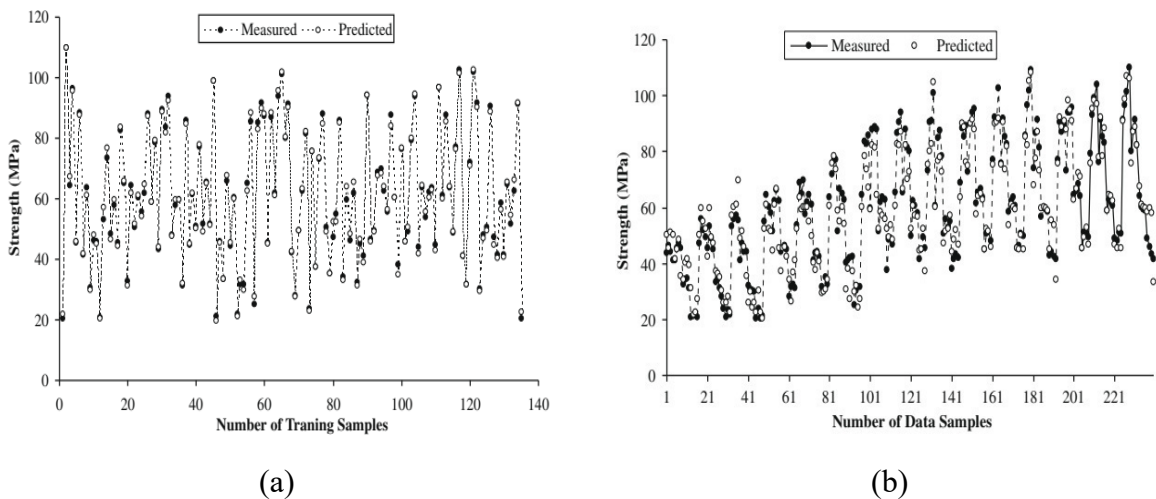 Measured Predicted
Strength (MPa)
120
100
80
60
40
20
0
0 20 40 60 80 100 120 140
Number of Traning Samples
(a)
Measured Predicted
Strength (MPa)
120
100
80
60
40
20
0
1 21 41 61 81 101 121 141 161 181 201 221
Number of Data Samples
(b)